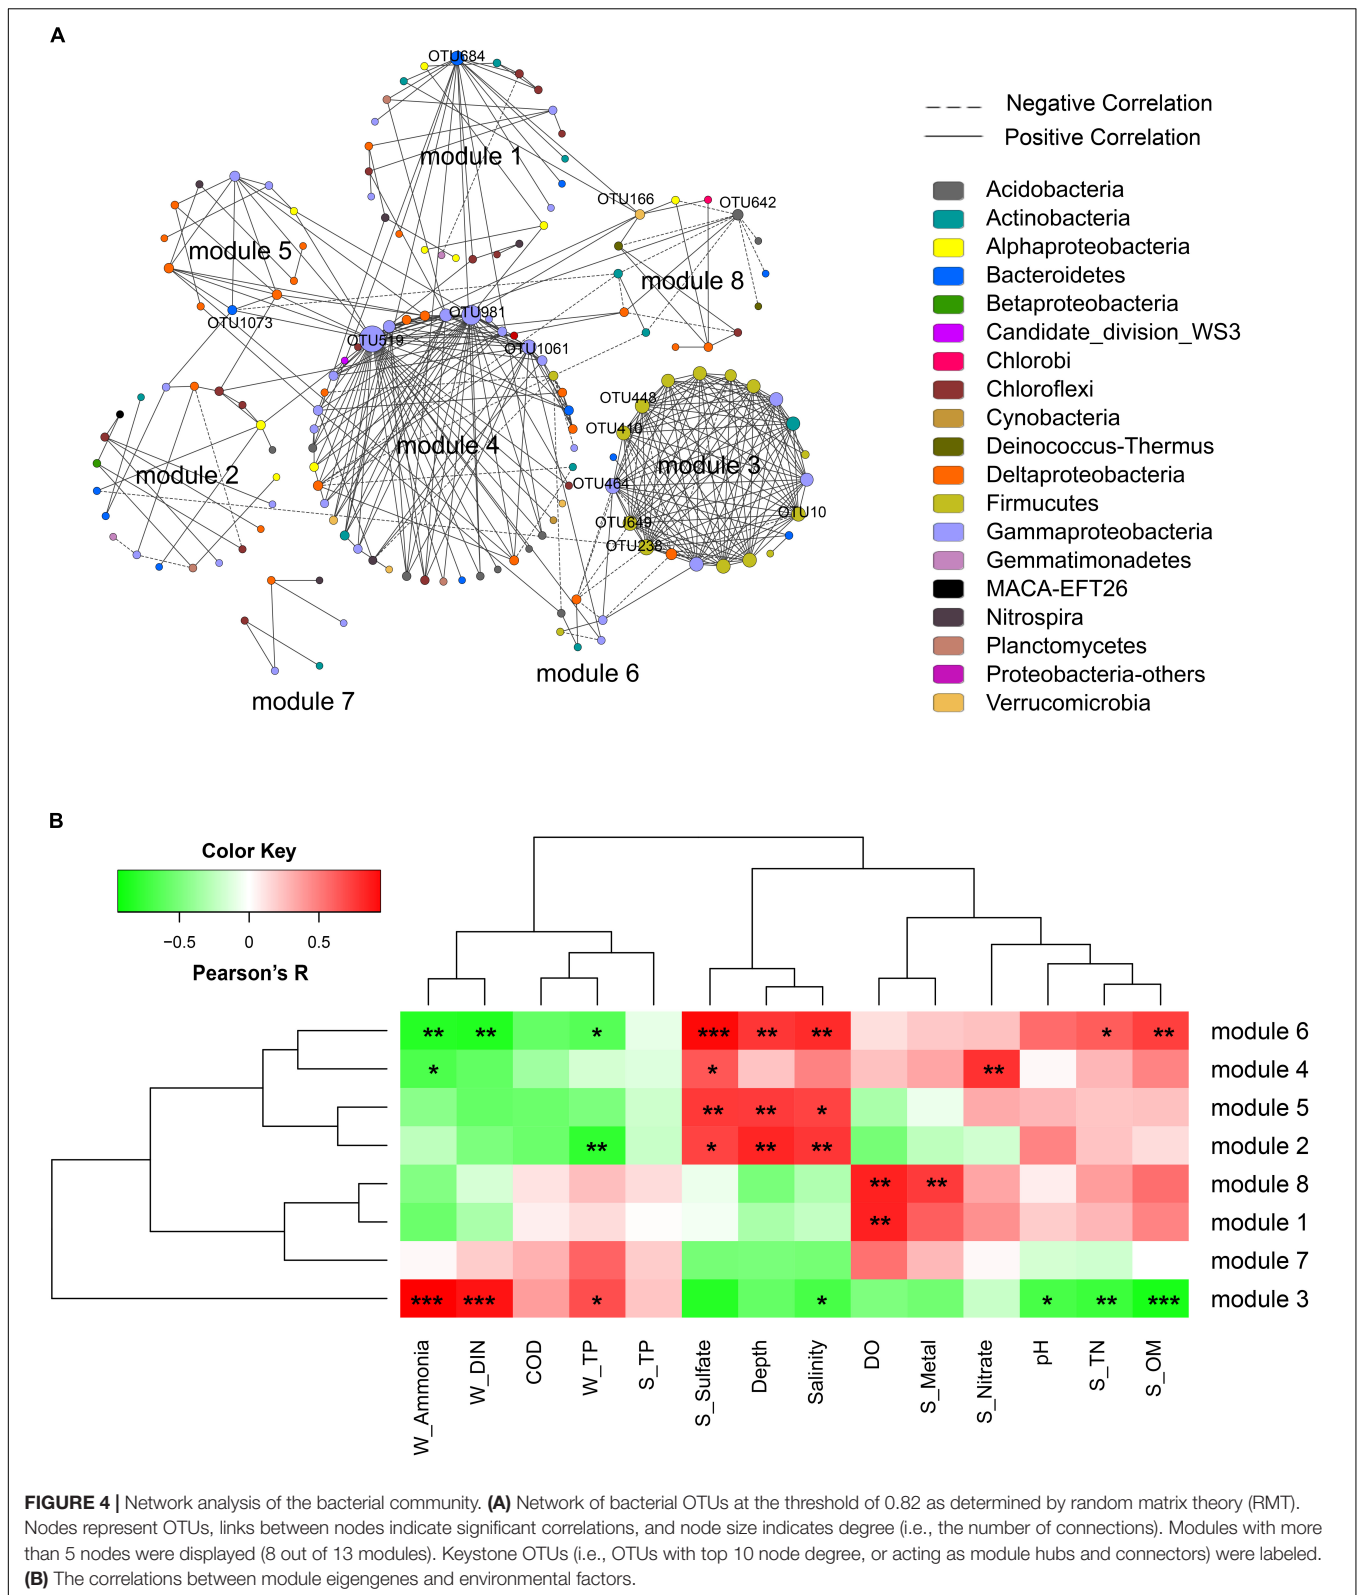 A
OTU684
Negative Correlation
Positive Correlation
module 1
OTU166
OTU642
Acidobacteria
Actinobacteria
module 5
Alphaproteobacteria
module 8
Bacteroidetes
Betaproteobacteria
OTU1073
OTU981
Candidate_division_WS3
OTU519
OTU1061
Chlorobi
Chloroflexi
OTU448
Cynobacteria
OTU410
module 4
Deinococcus-Thermus
module 2
module 3
Deltaproteobacteria
OTU464
Firmucutes
OTU649
OTU10
Gammaproteobacteria
OTU238
Gemmatimonadetes
MACA-EFT26
Nitrospira
Planctomycetes
module 6
Proteobacteria-others
module 7
Verrucomicrobia
B
Color Key
−0.5 0 0.5
Pearson's R
** ** * *** ** ** * ** module 6
* * ** module 4
** ** * module 5
** * ** ** module 2
** ** module 8
** module 1
module 7
*** *** * * * ** *** module 3
W_Ammonia
W_DIN
COD
W_TP
S_TP
S_Sulfate
Depth
Salinity
DO
S_Metal
S_Nitrate
pH
S_TN
S_OM
FIGURE 4 | Network analysis of the bacterial community. (A) Network of bacterial OTUs at the threshold of 0.82 as determined by random matrix theory (RMT).
Nodes represent OTUs, links between nodes indicate significant correlations, and node size indicates degree (i.e., the number of connections). Modules with more
than 5 nodes were displayed (8 out of 13 modules). Keystone OTUs (i.e., OTUs with top 10 node degree, or acting as module hubs and connectors) were labeled.
(B) The correlations between module eigengenes and environmental factors.